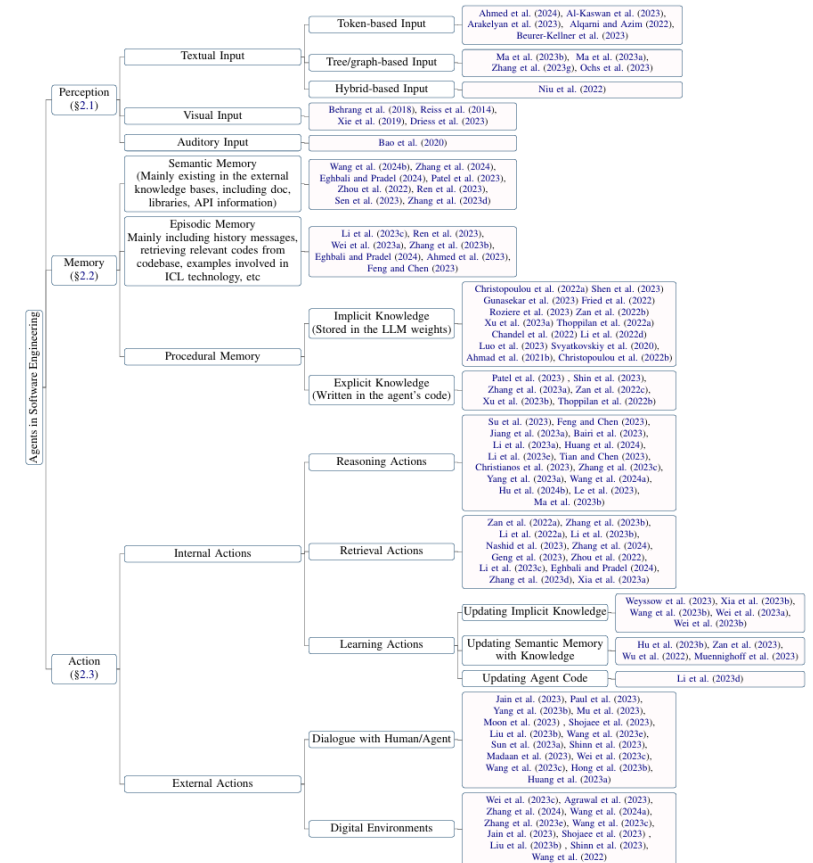 Agents in Software Engineering
Perception
(§2.1)
Textual Input
Token-based Input
Ahmed et al. (2024), Al-Kaswan et al. (2023),
Arakelyan et al. (2023), Alqarni and Azim (2022),
Beurer-Kellner et al. (2023)
Tree/graph-based Input
Ma et al. (2023b), Ma et al. (2023a),
Zhang et al. (2023g), Ochs et al. (2023)
Hybrid-based Input
Niu et al. (2022)
Visual Input
Behrang et al. (2018), Reiss et al. (2014),
Xie et al. (2019), Driess et al. (2023)
Auditory Input
Bao et al. (2020)
Memory
(§2.2)
Semantic Memory
(Mainly existing in the external
knowledge bases, including doc,
libraries, API information)
Wang et al. (2024b), Zhang et al. (2024),
Eghbali and Pradel (2024), Patel et al. (2023),
Zhou et al. (2022), Ren et al. (2023),
Sen et al. (2023), Zhang et al. (2023d)
Episodic Memory
Mainly including history messages,
retrieving relevant codes from
codebase, examples involved in
ICL technology, etc
Li et al. (2023c), Ren et al. (2023),
Wei et al. (2023a), Zhang et al. (2023b),
Eghbali and Pradel (2024), Ahmed et al. (2023),
Feng and Chen (2023)
Procedural Memory
Implicit Knowledge
(Stored in the LLM weights)
Christopoulou et al. (2022a) Shen et al. (2023)
Gunasekar et al. (2023) Fried et al. (2022)
Roziere et al. (2023) Zan et al. (2022b)
Xu et al. (2023a) Thoppilan et al. (2022a)
Chandel et al. (2022) Li et al. (2022d)
Luo et al. (2023) Svyatkovskiy et al. (2020),
Ahmad et al. (2021b), Christopoulou et al. (2022b)
Explicit Knowledge
(Written in the agent's code)
Patel et al. (2023) , Shin et al. (2023),
Zhang et al. (2023a), Zan et al. (2022c),
Xu et al. (2023b), Thoppilan et al. (2022b)
Action
(§2.3)
Internal Actions
Reasoning Actions
Su et al. (2023), Feng and Chen (2023),
Jiang et al. (2023a), Bairi et al. (2023),
Li et al. (2023a), Huang et al. (2024),
Li et al. (2023e), Tian and Chen (2023),
Christianos et al. (2023), Zhang et al. (2023c),
Yang et al. (2023a), Wang et al. (2024a),
Hu et al. (2024b), Le et al. (2023),
Ma et al. (2023b)
Retrieval Actions
Zan et al. (2022a), Zhang et al. (2023b),
Li et al. (2022a), Li et al. (2023b),
Nashid et al. (2023), Zhang et al. (2024),
Geng et al. (2023), Zhou et al. (2022),
Li et al. (2023c), Eghbali and Pradel (2024),
Zhang et al. (2023d), Xia et al. (2023a)
Learning Actions
Updating Implicit Knowledge
Weyssow et al. (2023), Xia et al. (2023b),
Wang et al. (2023b), Wei et al. (2023a),
Wei et al. (2023b)
Updating Semantic Memory
with Knowledge
Hu et al. (2023b), Zan et al. (2023),
Wu et al. (2022), Muennighoff et al. (2023)
Updating Agent Code
Li et al. (2023d)
External Actions
Dialogue with Human/Agent
Jain et al. (2023), Paul et al. (2023),
Yang et al. (2023b), Mu et al. (2023),
Moon et al. (2023) , Shojaee et al. (2023),
Liu et al. (2023b), Wang et al. (2023e),
Sun et al. (2023a), Shinn et al. (2023),
Madaan et al. (2023), Wei et al. (2023c),
Wang et al. (2023c), Hong et al. (2023b),
Huang et al. (2023a)
Digital Environments
Wei et al. (2023c), Agrawal et al. (2023),
Zhang et al. (2024), Wang et al. (2024a),
Zhang et al. (2023e), Wang et al. (2023c),
Jain et al. (2023), Shojaee et al. (2023) ,
Liu et al. (2023b) , Shinn et al. (2023),
Wang et al. (2022)